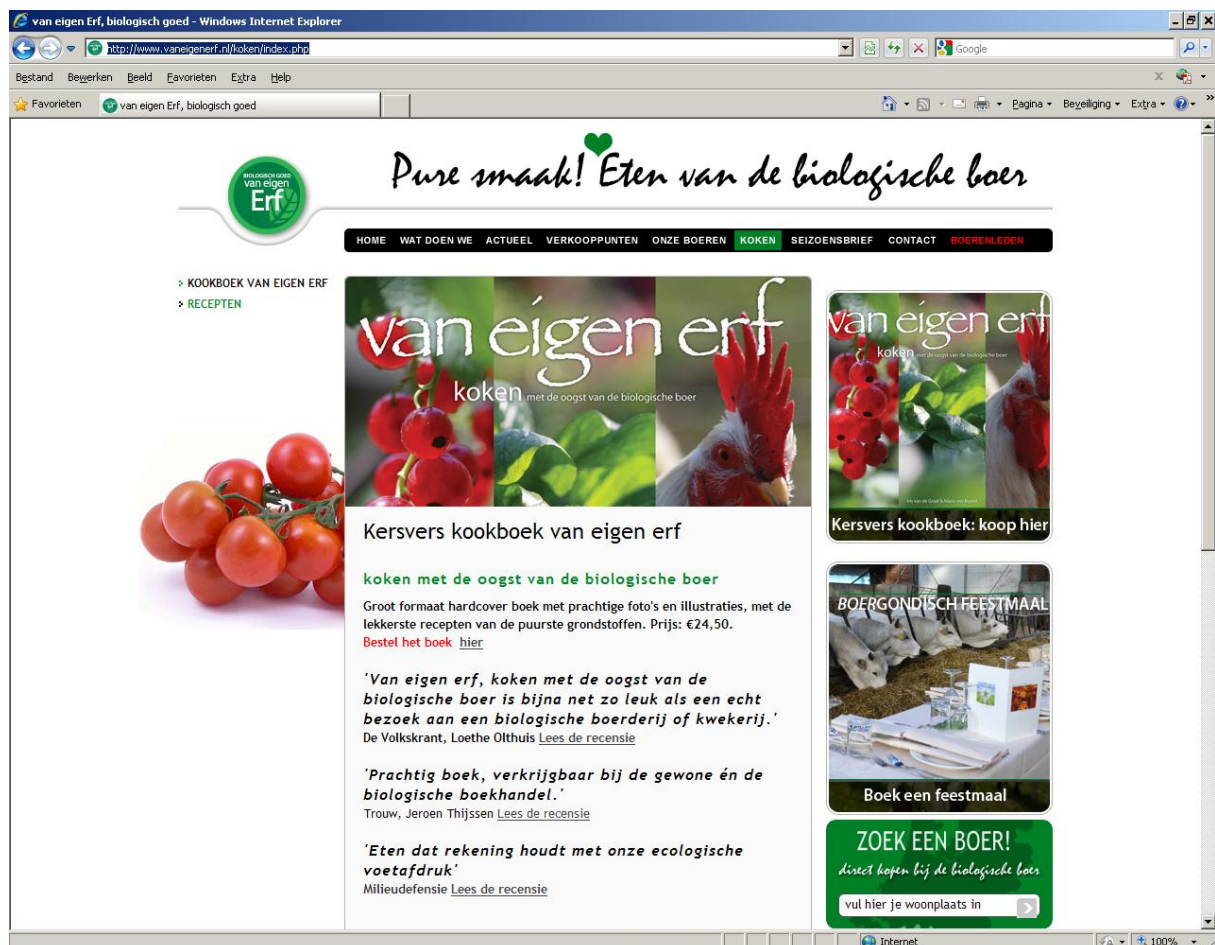 van eigen Erf, biologisch goed - Windows Internet Explorer
http://www.vaneigenerf.nl/koken/index.php
Google
Bestand Bewerken Beeld Favorieten Extra Help
Favorieten
van eigen Erf, biologisch goed
Pagina Beveiliging Extra
Pure smaak! Eten van de biologische boer
BIOLOGISCH GOED
van eigen
Erf
HOME WAT DOEN WE ACTUEEL VERKOOPPUNTEN ONZE BOEREN KOKEN SEIZOENSBRIEF CONTACT BOERENLEDEN
KOOKBOEK VAN EIGEN ERF
RECEPTEN
van eigen erf
koken met de oogst van de biologische boer
Kersvers kookboek van eigen erf
koken met de oogst van de biologische boer
Groot formaat hardcover boek met prachtige foto's en illustraties, met de
lekkerste recepten van de puurste grondstoffen. Prijs: €24,50.
Bestel het boek hier
'Van eigen erf, koken met de oogst van de
biologische boer is bijna net zo leuk als een echt
bezoek aan een biologische boerderij of kwekerij.'
De Volkskrant, Loethe Olthuis Lees de recensie
'Prachtig boek, verkrijgbaar bij de gewone én de
biologische boekhandel.'
Trouw, Jeroen Thijssen Lees de recensie
'Eten dat rekening houdt met onze ecologische
voetafdruk'
Milieudefensie Lees de recensie
van eigen erf
koken met de oogst van de biologische boer
Kersvers kookboek: koop hier
BOERGONDISCH FEESTMAAL
Boek een feestmaal
ZOEK EEN BOER!
direct kopen bij de biologische boer
vul hier je woonplaats in
Internet
100%